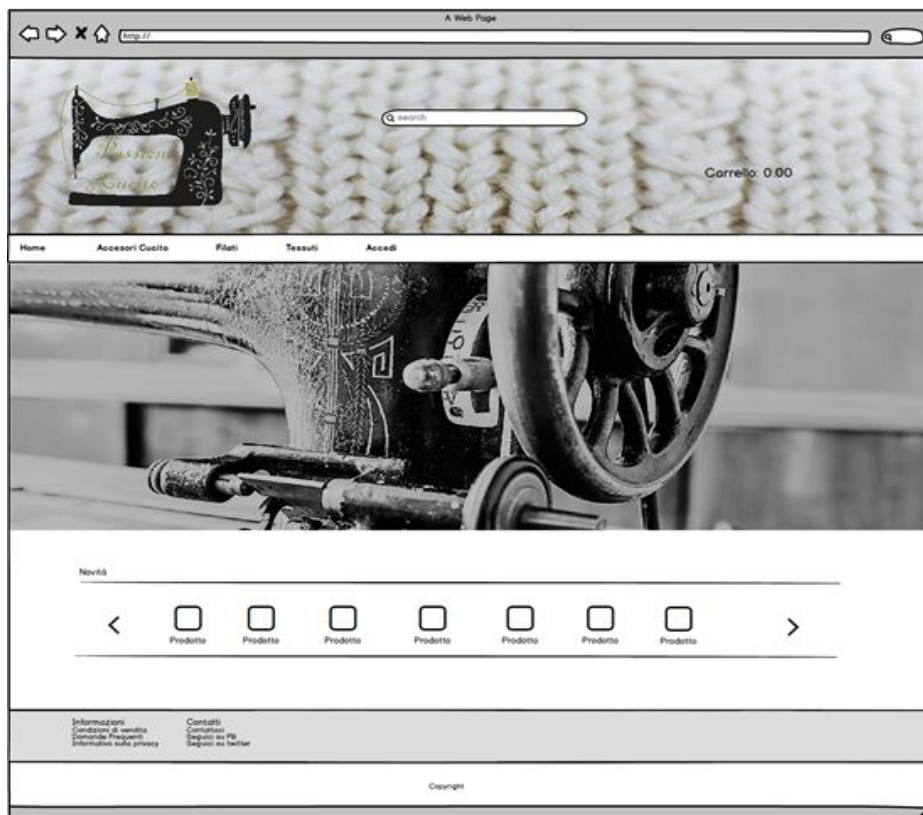 A Web Page
http://
search
Passione
Cucito
Carrello: 0.00
Home Accesori Cucito Filati Tessuti Accedi
Novità
Prodotto Prodotto Prodotto Prodotto Prodotto Prodotto Prodotto
Informazioni
Condizioni di vendita
Domande Frequenti
Informativa sulla privacy
Contatti
Contattaci
Seguici su FB
Seguici su twitter
Copyright